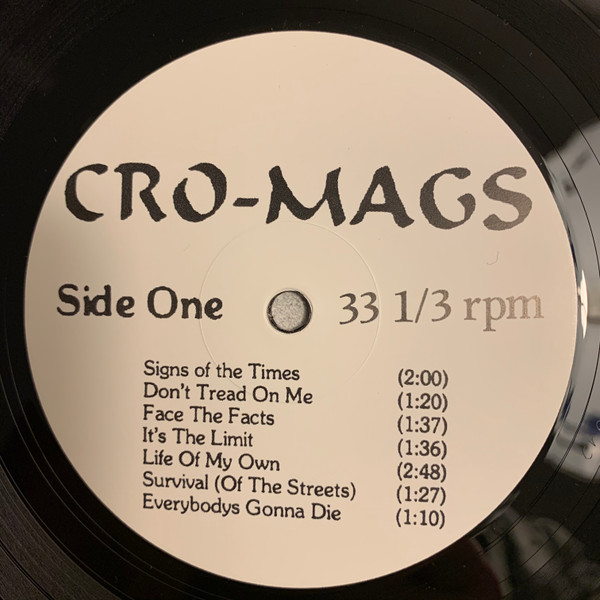 CRO-MAGS
Side One 33 1/3 rpm
Signs of the Times (2:00)
Don't Tread On Me (1:20)
Face The Facts (1:37)
It's The Limit (1:36)
Life Of My Own (2:48)
Survival (Of The Streets) (1:27)
Everybodys Gonna Die (1:10)